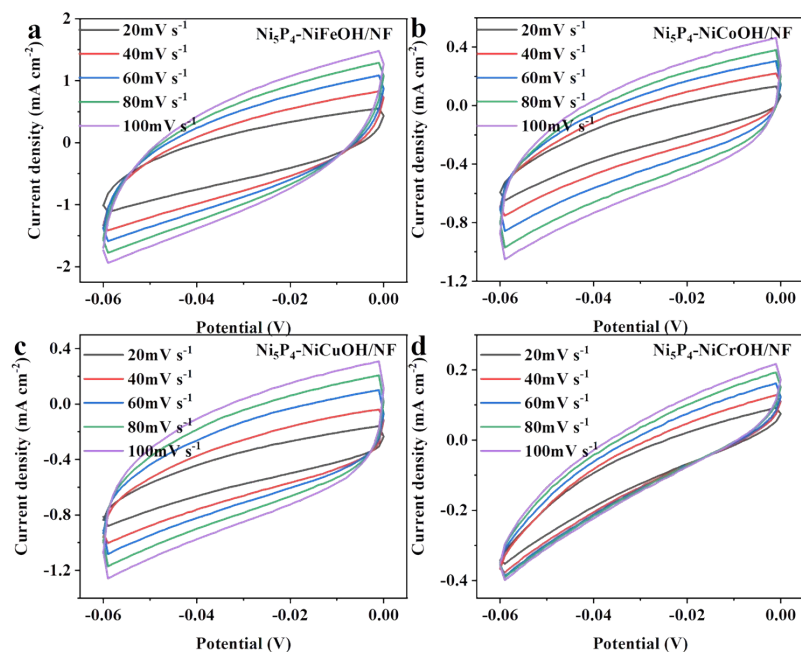 a
20mV s⁻¹
40mV s⁻¹
60mV s⁻¹
80mV s⁻¹
100mV s⁻¹
Ni₅P₄-NiFeOH/NF
Current density (mA cm⁻²)
2
1
0
-1
-2
-0.06
-0.04
-0.02
0.00
Potential (V)
b
20mV s⁻¹
40mV s⁻¹
60mV s⁻¹
80mV s⁻¹
100mV s⁻¹
Ni₅P₄-NiCoOH/NF
Current density (mA cm⁻²)
0.4
0.0
-0.4
-0.8
-1.2
-0.06
-0.04
-0.02
0.00
Potential (V)
c
20mV s⁻¹
40mV s⁻¹
60mV s⁻¹
80mV s⁻¹
100mV s⁻¹
Ni₅P₄-NiCuOH/NF
Current density (mA cm⁻²)
0.4
0.0
-0.4
-0.8
-1.2
-0.06
-0.04
-0.02
0.00
Potential (V)
d
20mV s⁻¹
40mV s⁻¹
60mV s⁻¹
80mV s⁻¹
100mV s⁻¹
Ni₅P₄-NiCrOH/NF
Current density (mA cm⁻²)
0.2
0.0
-0.2
-0.4
-0.06
-0.04
-0.02
0.00
Potential (V)